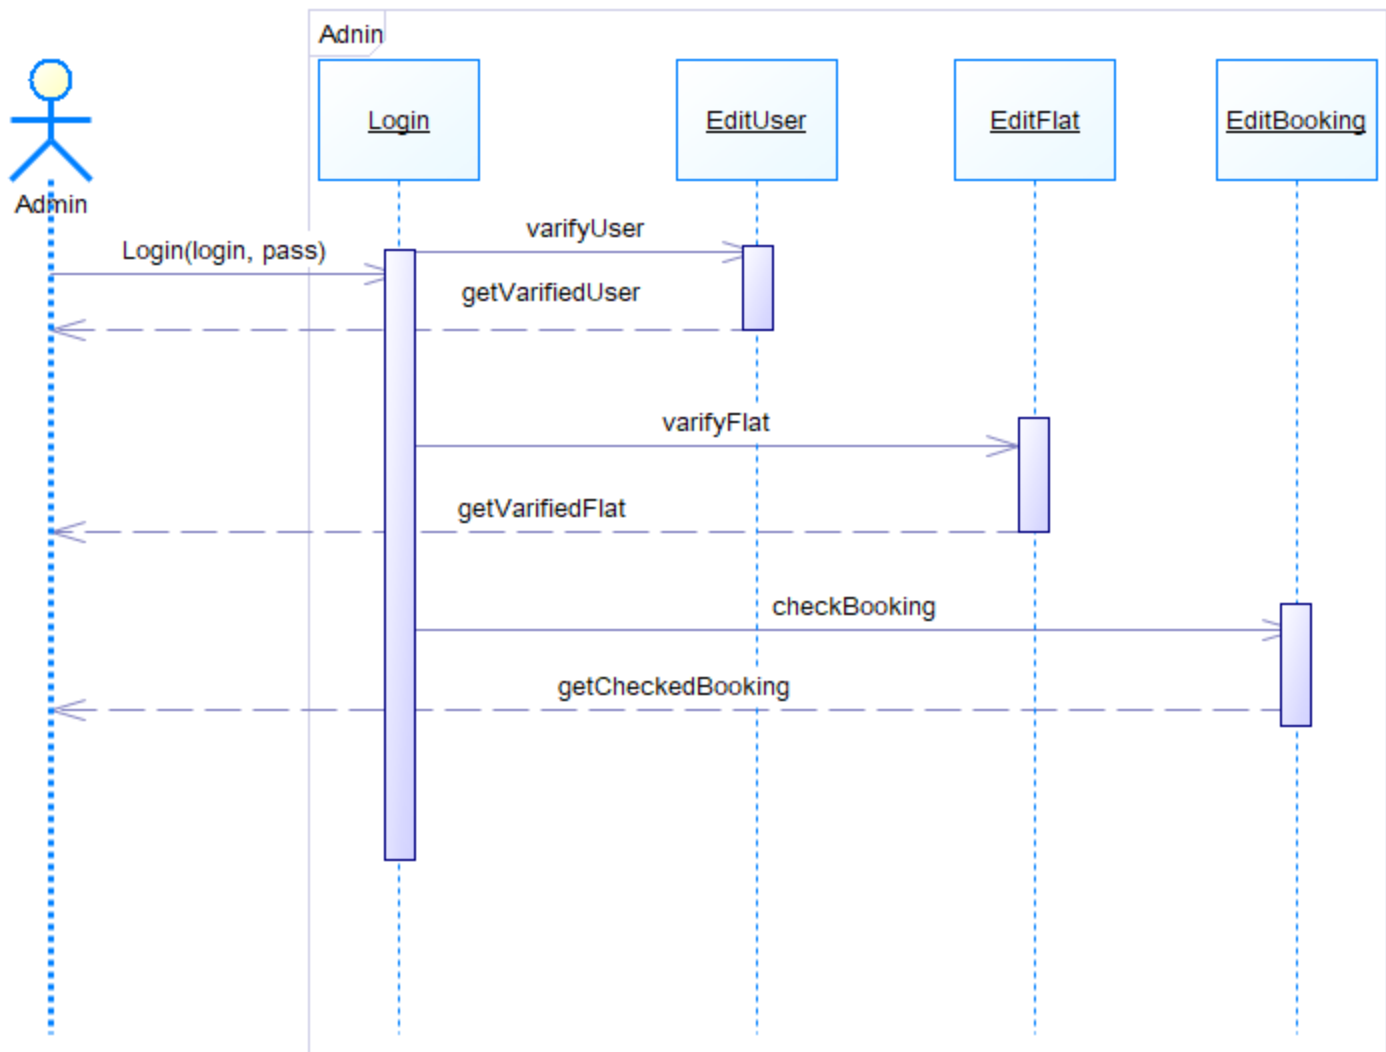 Adnin
Login
EditUser
EditFlat
EditBooking
Admin
varifyUser
Login(login, pass)
getVarifiedUser
varifyFlat
getVarifiedFlat
checkBooking
getCheckedBooking